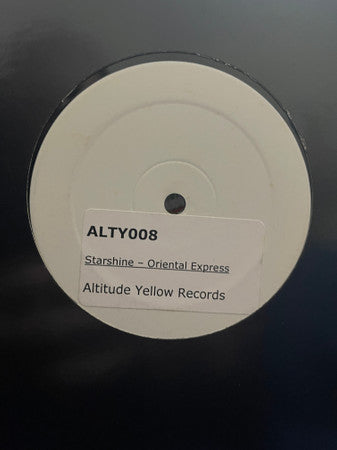 ALTY008
Starshine – Oriental Express
Altitude Yellow Records